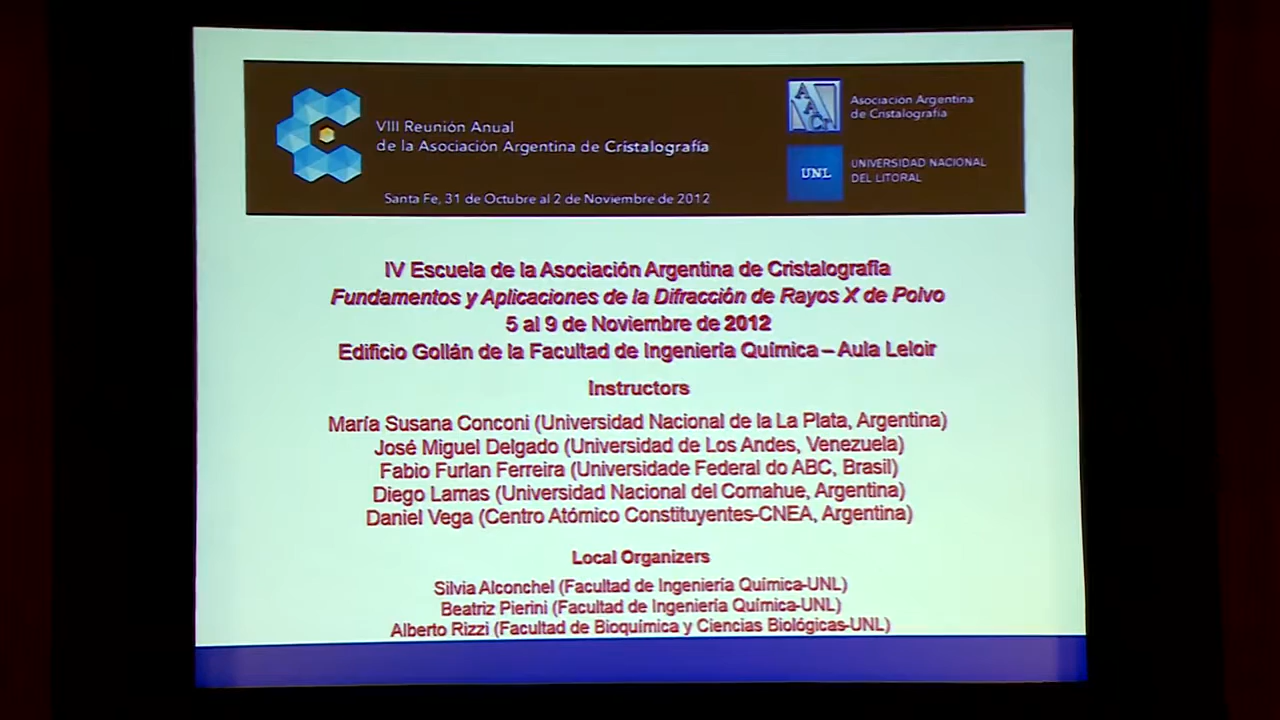 VIII Reunión Anual
de la Asociación Argentina de Cristalografía
Santa Fe, 31 de Octubre al 2 de Noviembre de 2012
AACr
Asociación Argentina
de Cristalografía
UNL
UNIVERSIDAD NACIONAL
DEL LITORAL
IV Escuela de la Asociación Argentina de Cristalografía
Fundamentos y Aplicaciones de la Difracción de Rayos X de Polvo
5 al 9 de Noviembre de 2012
Edificio Gollán de la Facultad de Ingeniería Química – Aula Leloir
Instructors
María Susana Conconi (Universidad Nacional de la La Plata, Argentina)
José Miguel Delgado (Universidad de Los Andes, Venezuela)
Fabio Furlan Ferreira (Universidade Federal do ABC, Brasil)
Diego Lamas (Universidad Nacional del Comahue, Argentina)
Daniel Vega (Centro Atómico Constituyentes-CNEA, Argentina)
Local Organizers
Silvia Alconchel (Facultad de Ingeniería Química-UNL)
Beatriz Pierini (Facultad de Ingeniería Química-UNL)
Alberto Rizzi (Facultad de Bioquímica y Ciencias Biológicas-UNL)